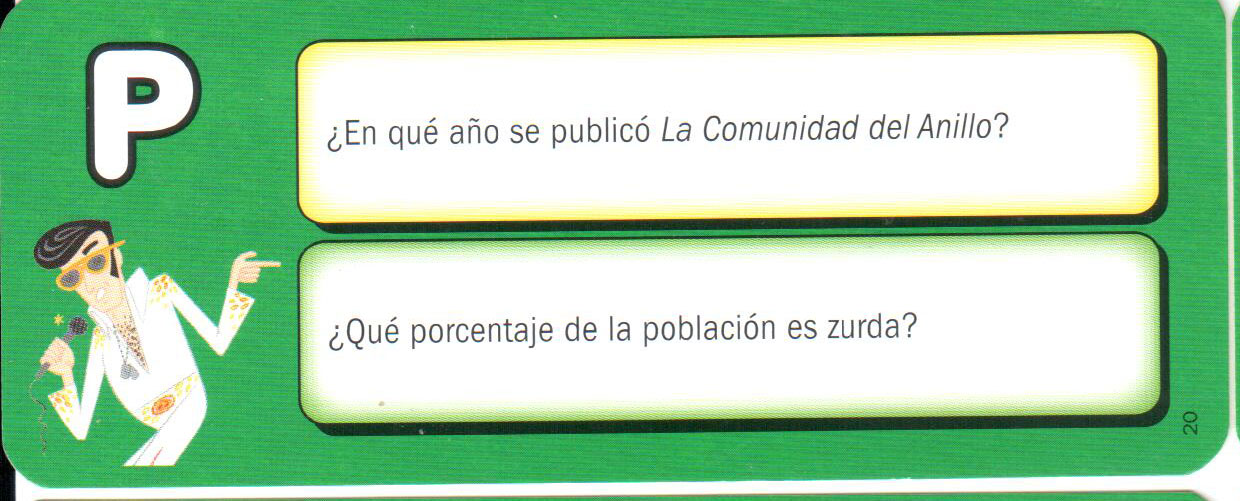 P
¿En qué año se publicó La Comunidad del Anillo?
¿Qué porcentaje de la población es zurda?
20